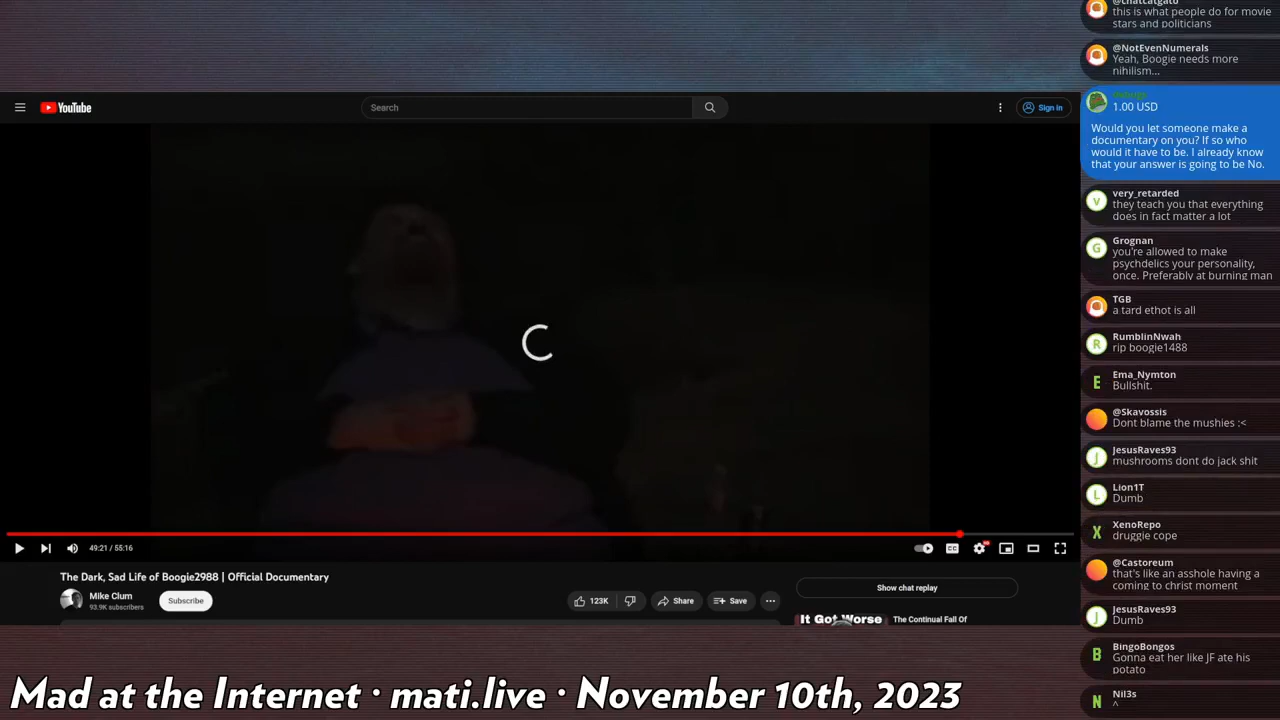 YouTube
Search
Sign in
49:21 / 55:16
The Dark, Sad Life of Boogie2988 | Official Documentary
Mike Clum
93.9K subscribers
Subscribe
123K
Share
Save
Show chat replay
It Got Worse
The Continual Fall Of
@chatcatgato
this is what people do for movie
stars and politicians
@NotEvenNumerals
Yeah, Boogie needs more
nihilism...
1.00 USD
Would you let someone make a
documentary on you? If so who
would it have to be. I already know
that your answer is going to be No.
very_retarded
they teach you that everything
does in fact matter a lot
Grognan
you're allowed to make
psychdelics your personality,
once. Preferably at burning man
TGB
a tard ethot is all
RumblinNwah
rip boogie1488
Ema_Nymton
Bullshit.
@Skavossis
Dont blame the mushies :<
JesusRaves93
mushrooms dont do jack shit
Lion1T
Dumb
XenoRepo
druggie cope
@Castoreum
that's like an asshole having a
coming to christ moment
JesusRaves93
Dumb
BingoBongos
Gonna eat her like JF ate his
potato
Nil3s
^
Mad at the Internet · mati.live · November 10th, 2023